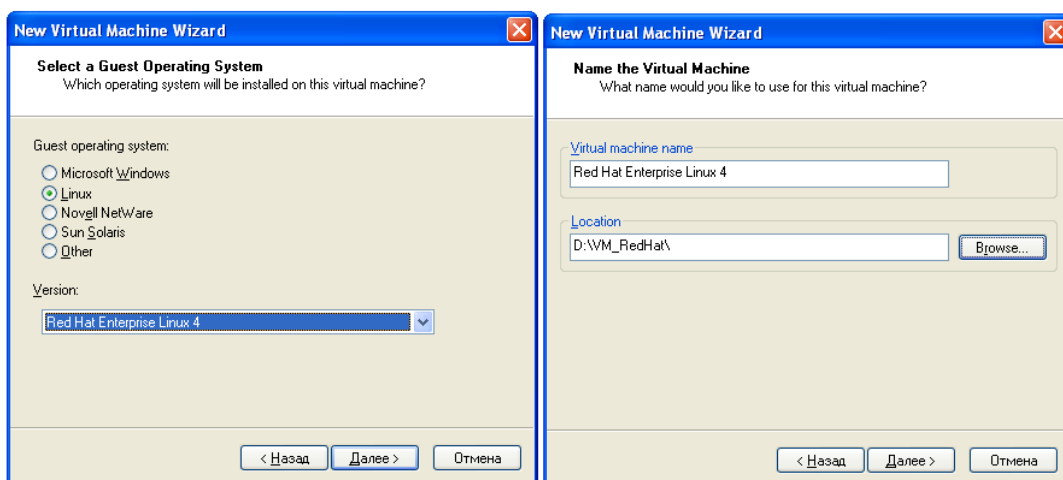 New Virtual Machine Wizard
Select a Guest Operating System
Which operating system will be installed on this virtual machine?
Guest operating system:
Microsoft Windows
Linux
Novell NetWare
Sun Solaris
Other
Version:
Red Hat Enterprise Linux 4
< Назад
Далее >
Отмена
New Virtual Machine Wizard
Name the Virtual Machine
What name would you like to use for this virtual machine?
Virtual machine name
Red Hat Enterprise Linux 4
Location
D:\VM_RedHat\
Browse...
< Назад
Далее >
Отмена